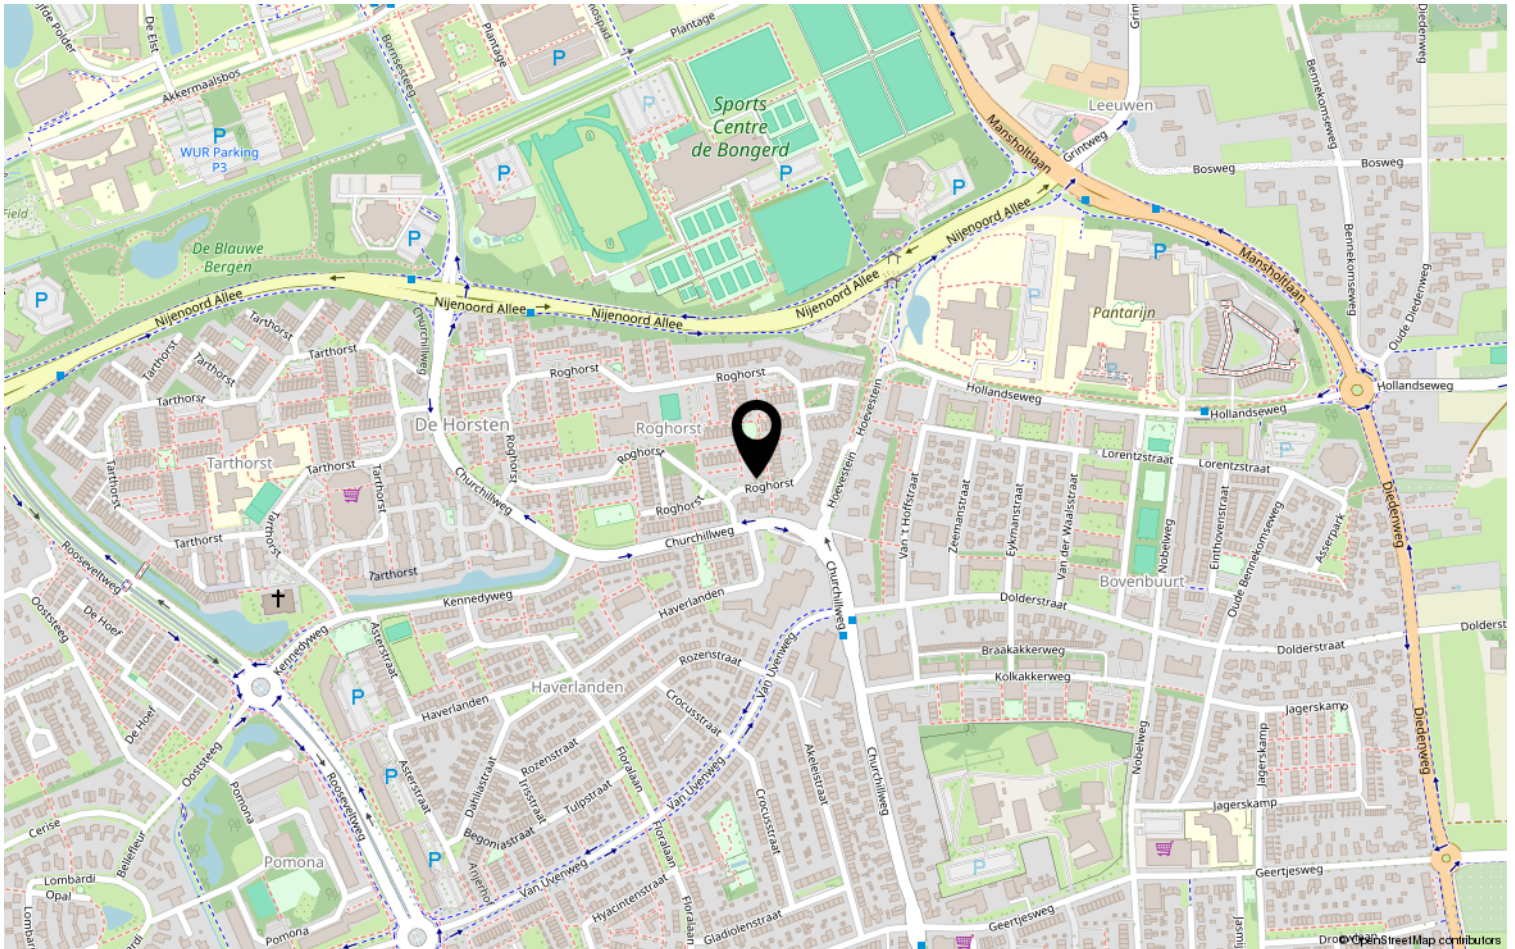 De Elst
Akkermaalsbos
Bornsesteeg
Plantage
Plantage
P
Sports
Centre
de Bongerd
P
WUR Parking
P3
P
P
P
P
P
P
P
Field
De Blauwe
Bergen
Leeuwen
Grintweg
Mansholtlaan
Mansholtlaan
Bosweg
Bosweg
Bennekomseweg
Bennekomseweg
Diedenweg
Oude Diedenweg
Nijenoord Allee
Nijenoord Allee
Nijenoord Allee
Nijenoord Allee
Nijenoord Allee
Pantarijn
P
P
Churchillweg
Tarthorst
Tarthorst
Tarthorst
Tarthorst
Tarthorst
Roghorst
Roghorst
Roghorst
De Horsten
Roghorst
Roghorst
Roghorst
Roghorst
Hoevestein
Hoevestein
Hollandseweg
Hollandseweg
Hollandseweg
Lorentzstraat
Lorentzstraat
P
Tarthorst
Tarthorst
Tarthorst
Tarthorst
Tarthorst
Tarthorst
Tarthorst
Churchillweg
Churchillweg
Churchillweg
Van 't Hoffstraat
Zeemanstraat
Eykmanstraat
Van der Waalsstraat
Nobelweg
Einthovenstraat
Oude Bennekomseweg
Asserpark
Diedenweg
Bovenbuurt
Rooseveltweg
Ooststeeg
De Hoef
Kennedyweg
Kennedyweg
Haverlanden
Dolderstraat
Dolderstraat
Braakakkerweg
Kolkakkerweg
Asterstraat
Rozenstraat
Van Uvenweg
Haverlanden
Haverlanden
Crocusstraat
P
De Hoef
Ooststeeg
Jagerskamp
Jagerskamp
Nobelweg
Diedenweg
Rozenstraat
Floralaan
Akeleistraat
Churchillweg
P
Asterstraat
Dahliastraat
Irisstraat
Tulpstraat
Van Uvenweg
Crocusstraat
Jagerskamp
Rooseveltweg
Pomona
Cerise
Bellefleur
Begoniastraat
Floralaan
Pomona
P
P
Lombardi
Opal
Van Uvenweg
Hyacintenstraat
Floralaan
Gladiolenstraat
Geertjesweg
Geertjesweg
Pomona
© OpenStreetMap contributors